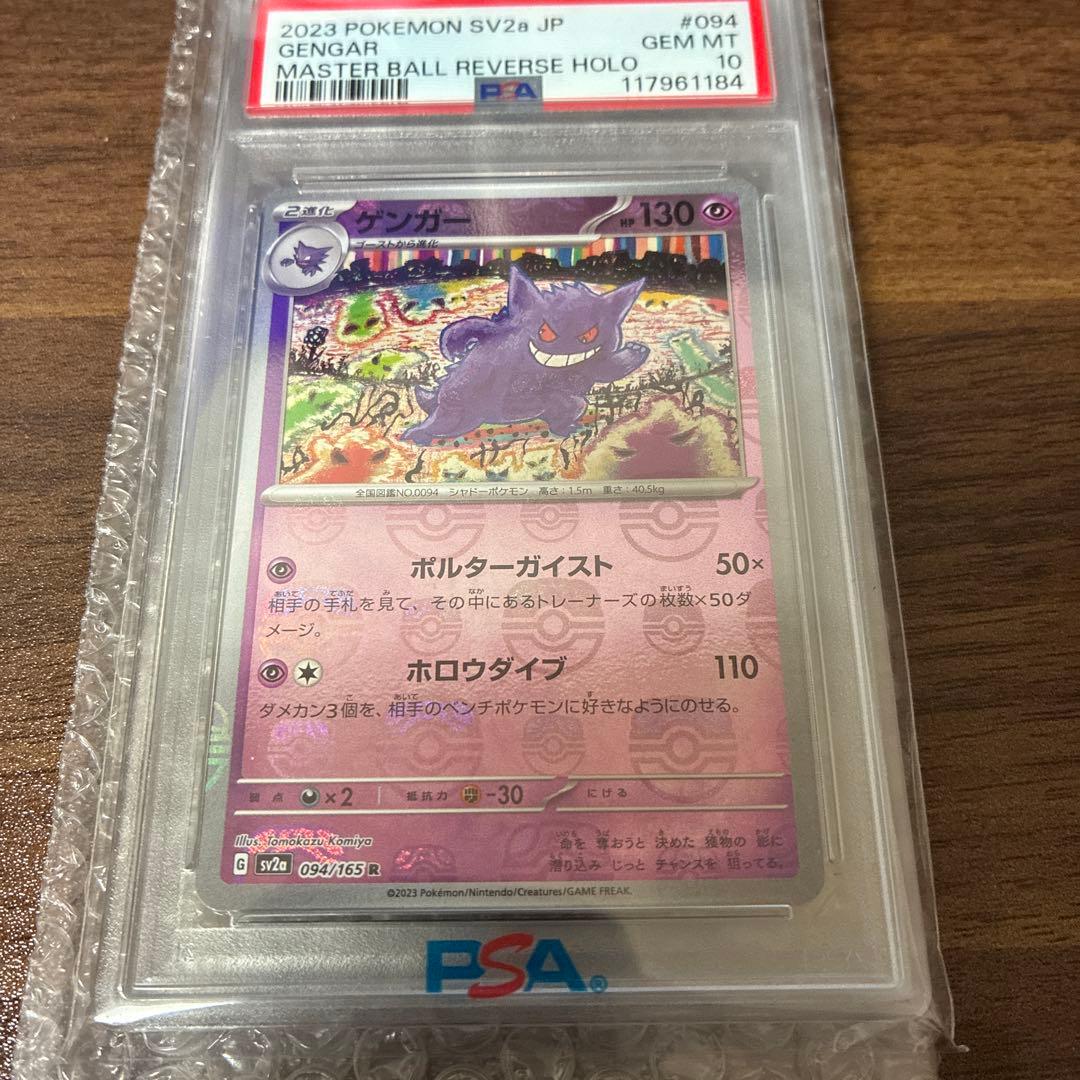 2023 POKEMON SV2a JP #094
GENGAR GEM MT
MASTER BALL REVERSE HOLO 10
PSA 117961184
2進化 ゲンガー HP 130
ゴーストから進化
全国図鑑NO.0094 シャドーポケモン 高さ:1.5m 重さ:40.5kg
ポルターガイスト 50×
相手の手札を見て、その中にあるトレーナーズの枚数×50ダ
メージ。
ホロウダイブ 110
ダメカン3個を、相手のベンチポケモンに好きなようにのせる。
弱点 ×2 抵抗力 -30 にげる
Illus. Tomokazu Komiya
命を 奪おうと 決めた 獲物の 影に
潜り込み じっと チャンスを 狙ってる。
G sv2a 094/165 R
©2023 Pokémon/Nintendo/Creatures/GAME FREAK.
PSA®